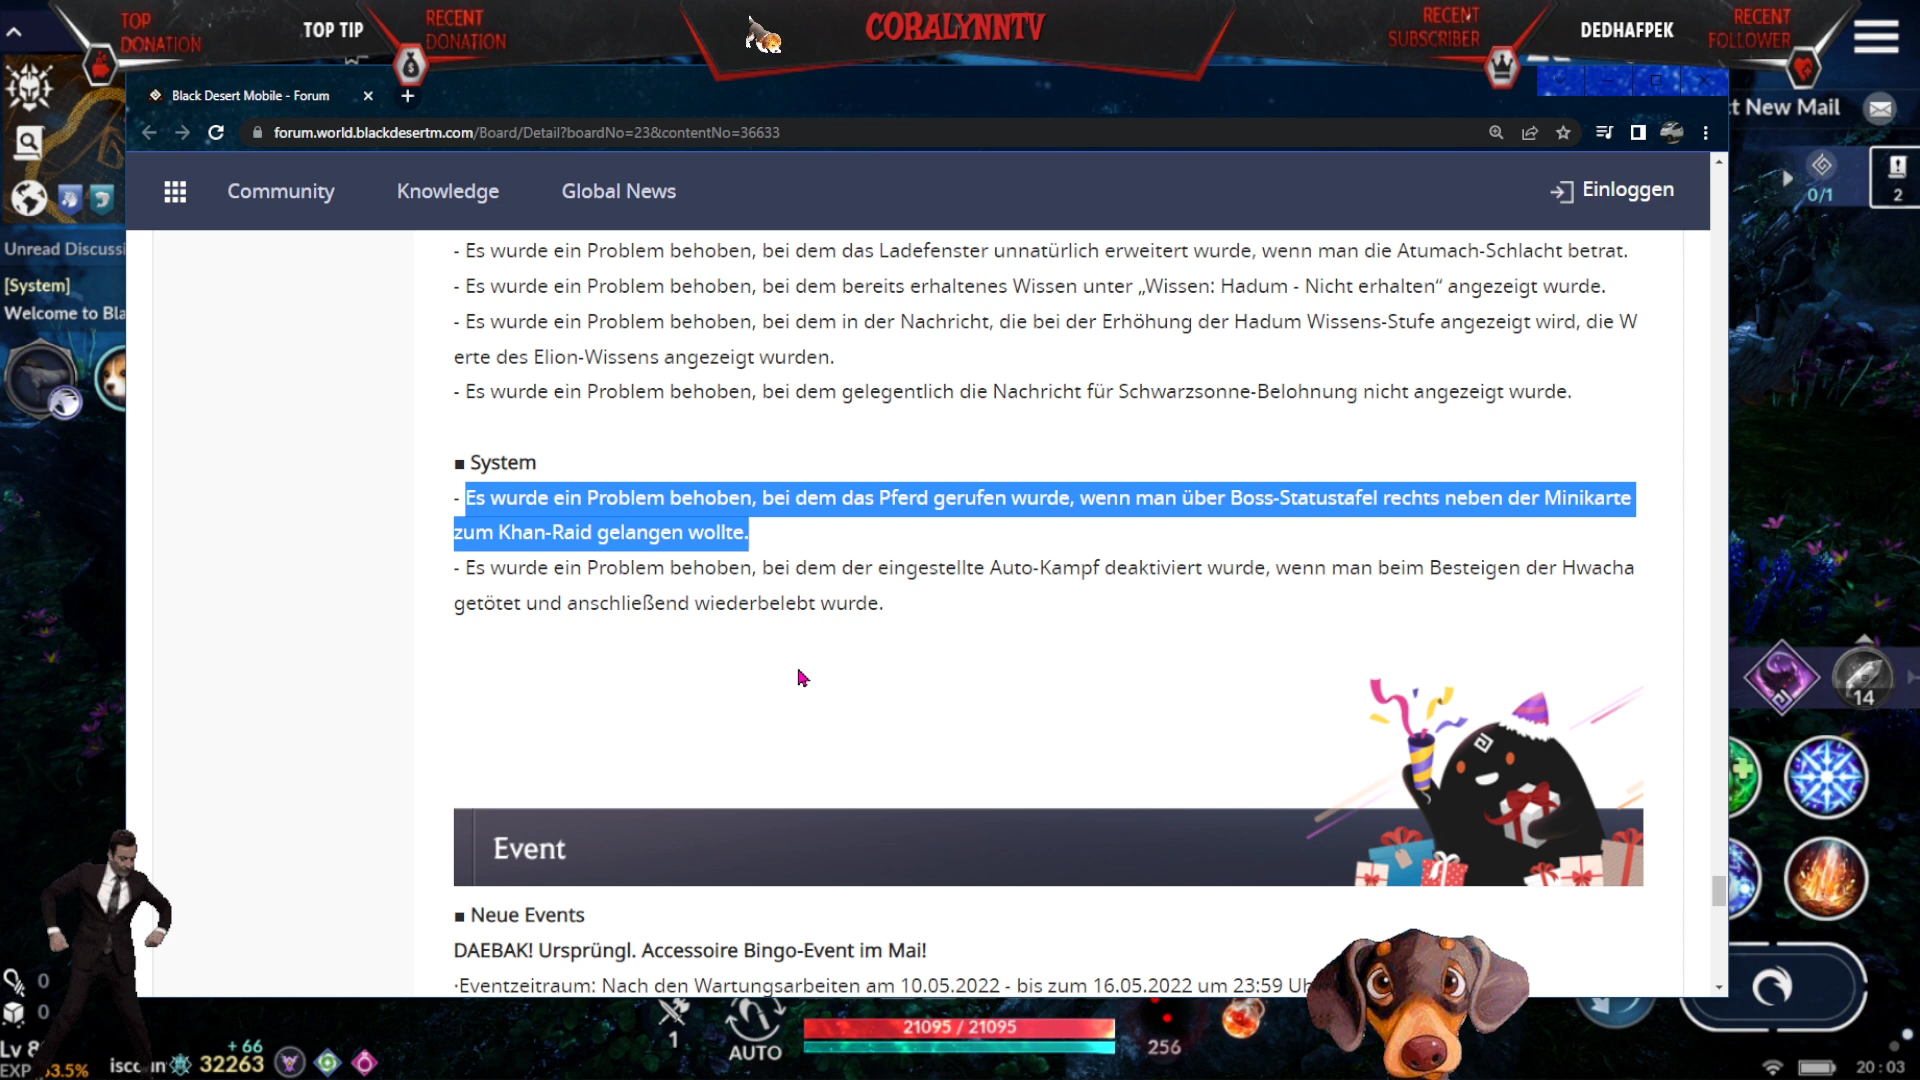 TOP
DONATION
TOP TIP
RECENT
DONATION
CORALYNNTV
RECENT
SUBSCRIBER
DEDHAFPEK
RECENT
FOLLOWER
Black Desert Mobile - Forum
t New Mail
forum.world.blackdesertm.com/Board/Detail?boardNo=23&contentNo=36633
Community
Knowledge
Global News
Einloggen
0/1
2
Unread Discussi
[System]
Welcome to Bla
- Es wurde ein Problem behoben, bei dem das Ladefenster unnatürlich erweitert wurde, wenn man die Atumach-Schlacht betrat.
- Es wurde ein Problem behoben, bei dem bereits erhaltenes Wissen unter „Wissen: Hadum - Nicht erhalten“ angezeigt wurde.
- Es wurde ein Problem behoben, bei dem in der Nachricht, die bei der Erhöhung der Hadum Wissens-Stufe angezeigt wird, die W
erte des Elion-Wissens angezeigt wurden.
- Es wurde ein Problem behoben, bei dem gelegentlich die Nachricht für Schwarzsonne-Belohnung nicht angezeigt wurde.
■ System
- Es wurde ein Problem behoben, bei dem das Pferd gerufen wurde, wenn man über Boss-Statustafel rechts neben der Minikarte
zum Khan-Raid gelangen wollte.
- Es wurde ein Problem behoben, bei dem der eingestellte Auto-Kampf deaktiviert wurde, wenn man beim Besteigen der Hwacha
getötet und anschließend wiederbelebt wurde.
14
Event
■ Neue Events
DAEBAK! Ursprüngl. Accessoire Bingo-Event im Mai!
·Eventzeitraum: Nach den Wartungsarbeiten am 10.05.2022 - bis zum 16.05.2022 um 23:59 Uh
0
0
Lv 8
EXP
3.5%
+ 66
32263
1
AUTO
21095 / 21095
256
20:03